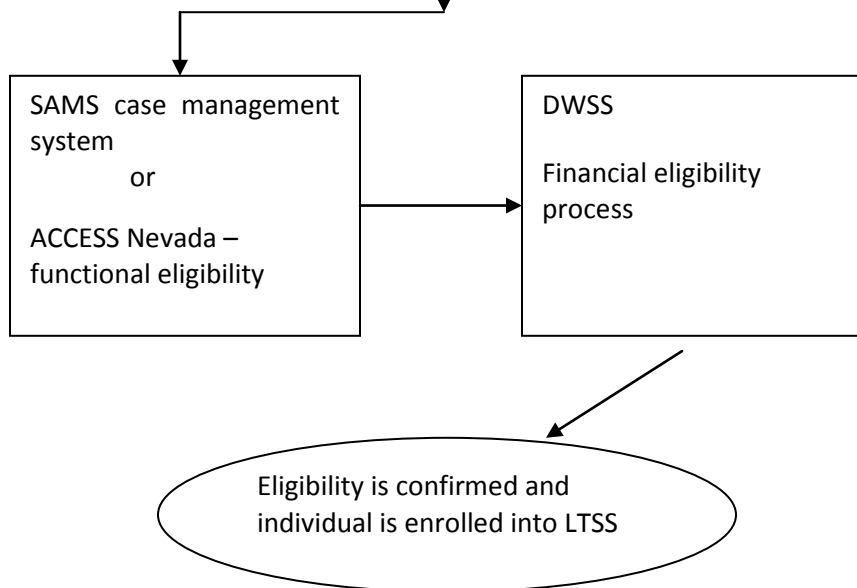 SAMS case management
system
or
ACCESS Nevada –
functional eligibility
DWSS
Financial eligibility
process
Eligibility is confirmed and
individual is enrolled into LTSS